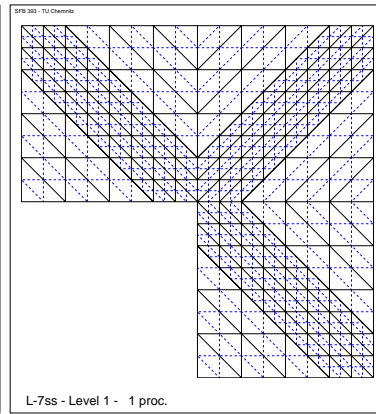 SFB 393 - TU Chemnitz
L-7ss - Level 1 - 1 proc.